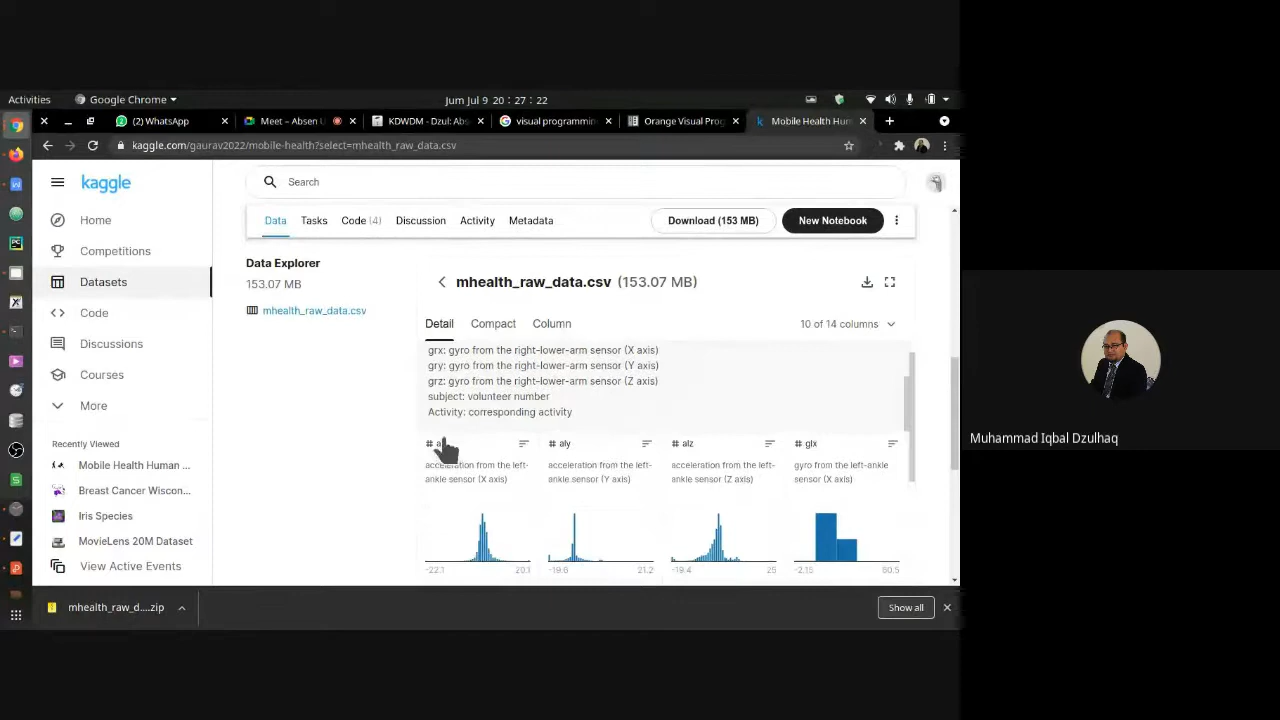 Activities
Google Chrome
Jum Jul 9 20:27:22
(2) WhatsApp
Meet – Absen U
KDWDM - Dzul: Abs
visual programmin
Orange Visual Prog
Mobile Health Hum
kaggle.com/gaurav2022/mobile-health?select=mhealth_raw_data.csv
kaggle
Search
Home
Competitions
Datasets
Code
Discussions
Courses
More
Recently Viewed
Mobile Health Human ...
Breast Cancer Wiscon...
Iris Species
MovieLens 20M Dataset
View Active Events
Data
Tasks
Code (4)
Discussion
Activity
Metadata
Download (153 MB)
New Notebook
Data Explorer
153.07 MB
mhealth_raw_data.csv
mhealth_raw_data.csv (153.07 MB)
Detail
Compact
Column
10 of 14 columns
grx: gyro from the right-lower-arm sensor (X axis)
gry: gyro from the right-lower-arm sensor (Y axis)
grz: gyro from the right-lower-arm sensor (Z axis)
subject: volunteer number
Activity: corresponding activity
# aly
# alz
# glx
acceleration from the left-
ankle sensor (X axis)
acceleration from the left-
ankle sensor (Y axis)
acceleration from the left-
ankle sensor (Z axis)
gyro from the left-ankle
sensor (X axis)
-22.1
20.1
-19.6
21.2
-19.4
25
-2.15
60.5
mhealth_raw_d....zip
Show all
Muhammad Iqbal Dzulhaq